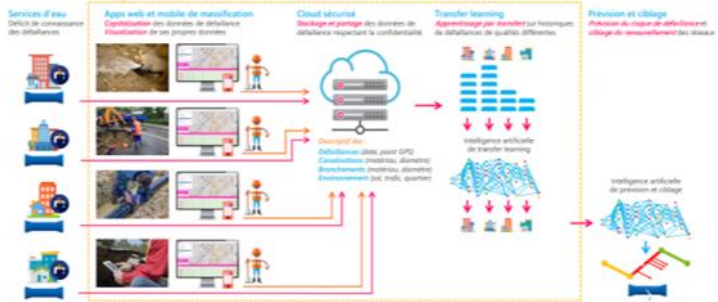 Services d'eau
Déficit de connaissance
des défaillances
Apps web et mobile de massification
Capitalisation des données de défaillance
Visualisation de ses propres données
Cloud sécurisé
Stockage et partage des données de
défaillance respectant la confidentialité
Transfer learning
Apprentissage par transfert sur historiques
de défaillances de qualités différentes
Prévision et ciblage
Prévision du risque de défaillance et
ciblage du renouvellement des réseaux
Descriptif des :
Défaillances (date, point GPS)
Canalisations (matériau, diamètre)
Branchements (matériau, diamètre)
Environnement (sol, trafic, quartier)
Intelligence artificielle
de transfer learning
Intelligence artificielle
de prévision et ciblage